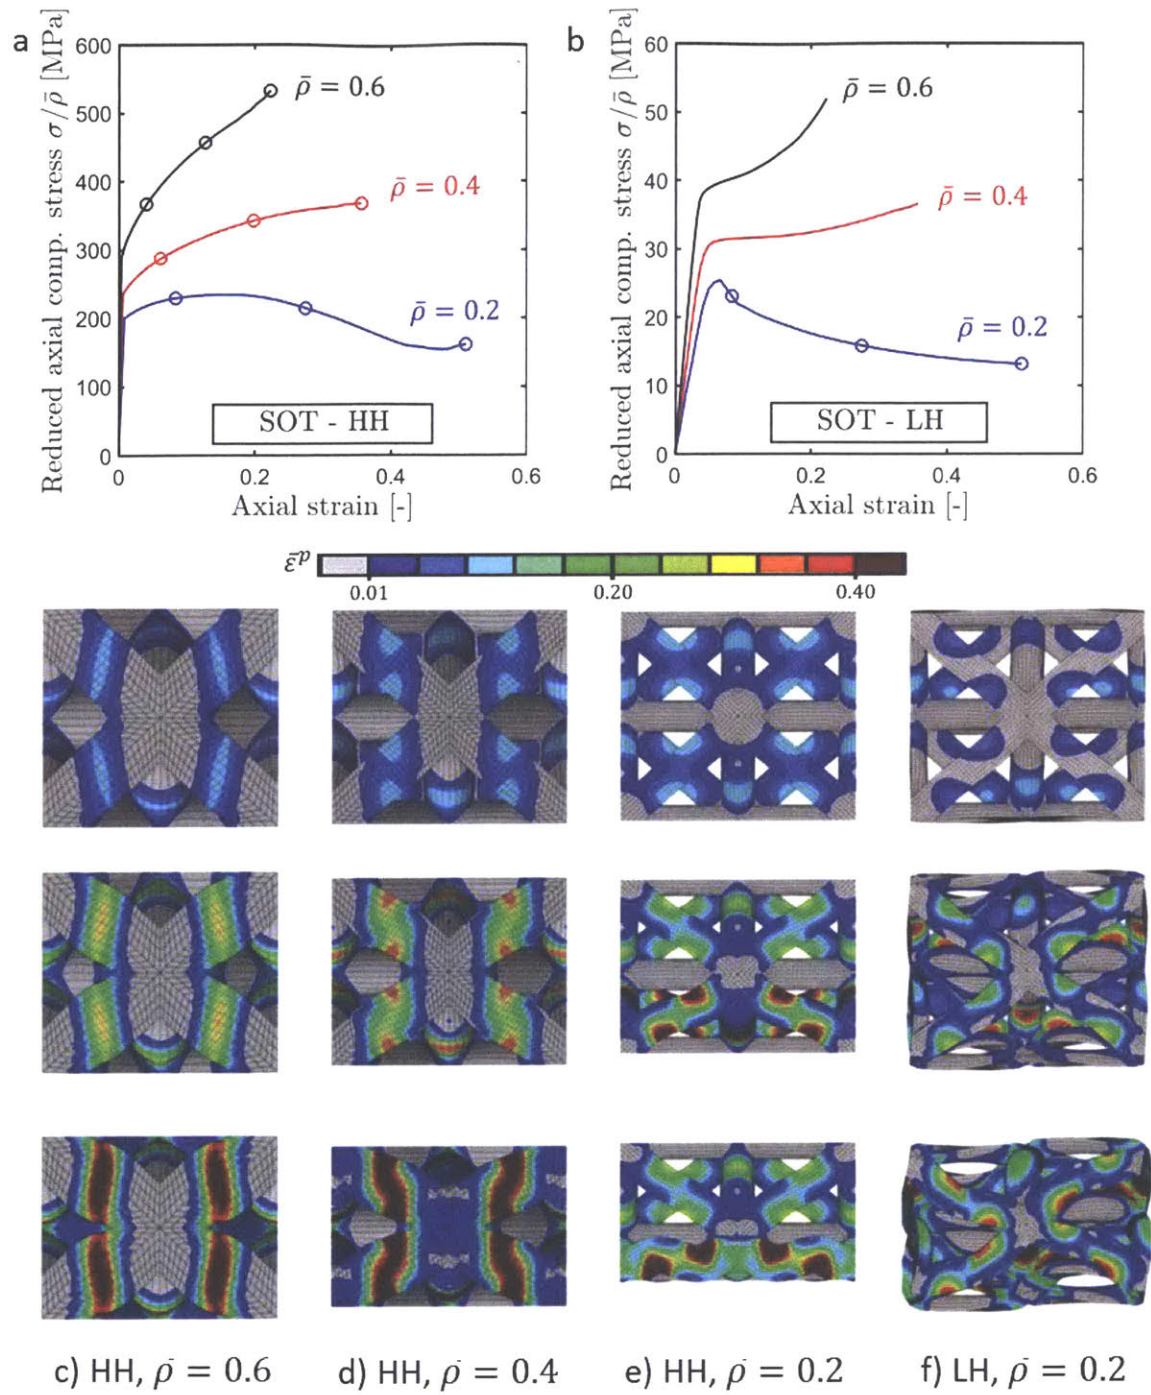 a
Reduced axial comp. stress σ/ρ̄ [MPa]
600
500
400
300
200
100
0
ρ̄ = 0.6
ρ̄ = 0.4
ρ̄ = 0.2
SOT - HH
0 0.2 0.4 0.6
Axial strain [-]
b
Reduced axial comp. stress σ/ρ̄ [MPa]
60
50
40
30
20
10
0
ρ̄ = 0.6
ρ̄ = 0.4
ρ̄ = 0.2
SOT - LH
0 0.2 0.4 0.6
Axial strain [-]
ε̄ᵖ
0.01 0.20 0.40
c) HH, ρ̄ = 0.6
d) HH, ρ̄ = 0.4
e) HH, ρ̄ = 0.2
f) LH, ρ̄ = 0.2